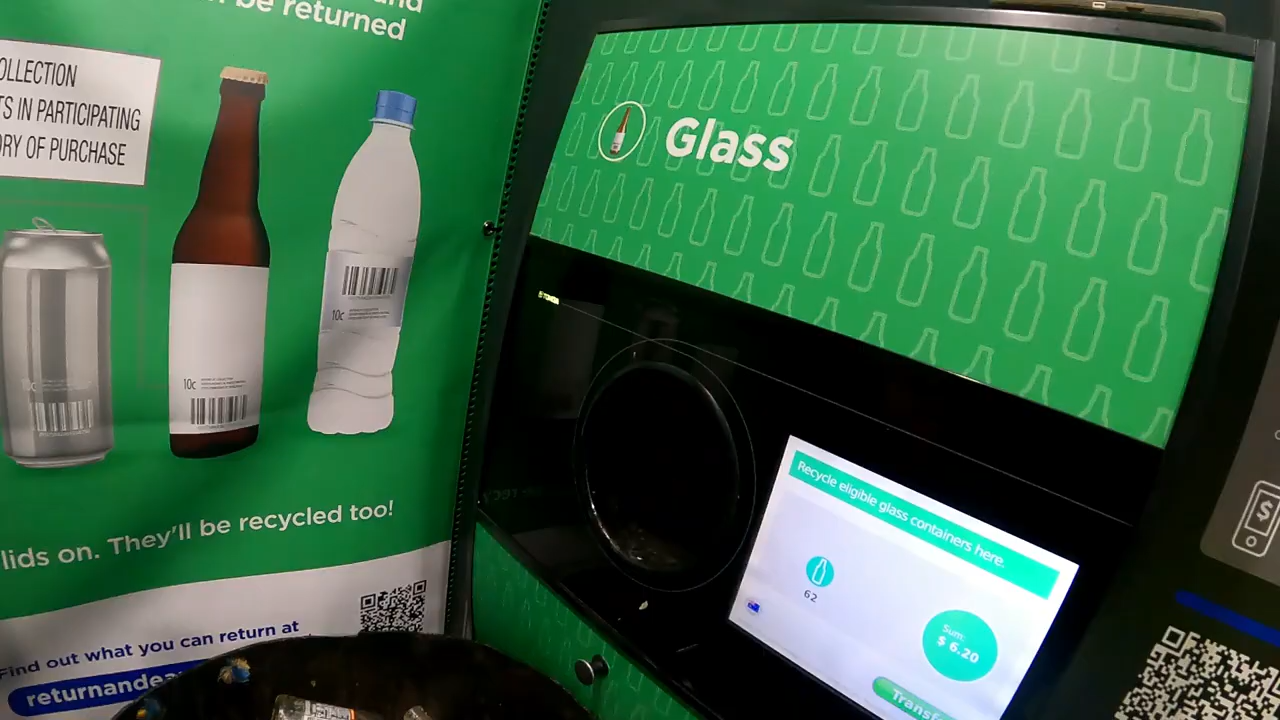 and
be returned
OLLECTION
TS IN PARTICIPATING
ORY OF PURCHASE
10c
10c
10c
lids on. They'll be recycled too!
Find out what you can return at
returnandea
Glass
TOMRA
Recycle eligible glass containers here.
62
Sum:
$ 6.20
Transf
$